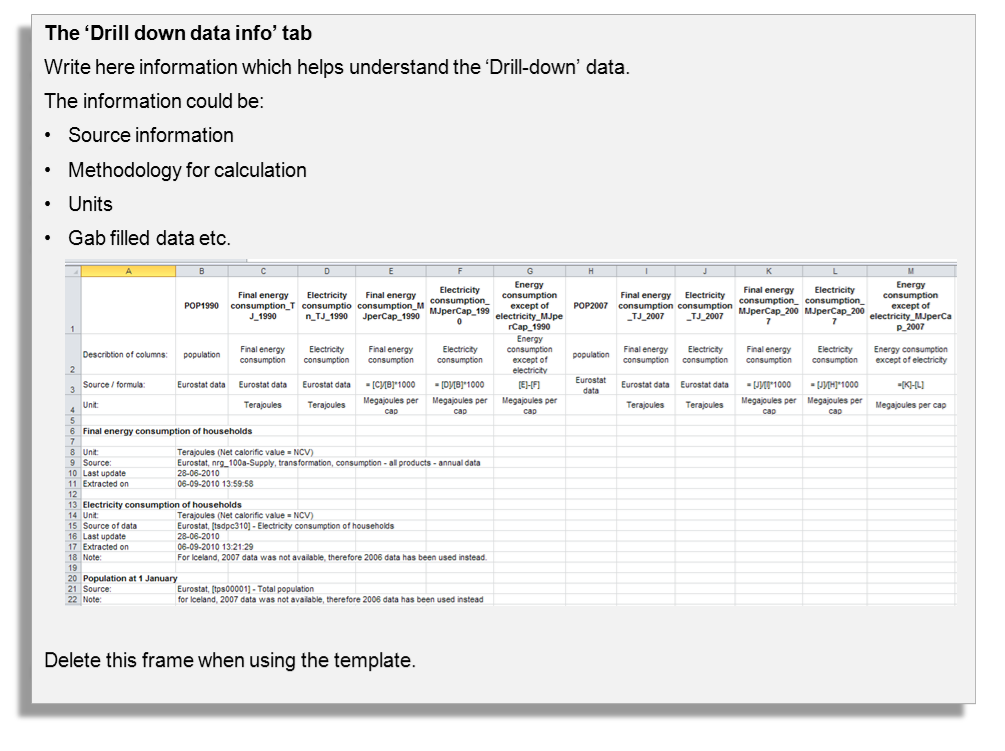 The ‘Drill down data info’ tab
Write here information which helps understand the ‘Drill-down’ data.
The information could be:
• Source information
• Methodology for calculation
• Units
• Gab filled data etc.
A B C D E F G H I J K L M
1 POP1990 Final energy consumption_TJ_1990 Electricity consumption_TJ_1990 Final energy consumption_MJperCap_1990 Electricity consumption_MJperCap_1990 Energy consumption except of electricity_MJperCap_1990 POP2007 Final energy consumption_TJ_2007 Electricity consumption_TJ_2007 Final energy consumption_MJperCap_2007 Electricity consumption_MJperCap_2007 Energy consumption except of electricity_MJperCap_2007
2 Describtion of columns: population Final energy consumption Electricity consumption Final energy consumption Electricity consumption Energy consumption except of electricity population Final energy consumption Electricity consumption Final energy consumption Electricity consumption Energy consumption except of electricity
3 Source / formula: Eurostat data Eurostat data Eurostat data = [C]/[B]*1000 = [D]/[B]*1000 [E]-[F] Eurostat data Eurostat data Eurostat data = [J]/[I]*1000 = [J]/[H]*1000 =[K]-[L]
4 Unit: Terajoules Terajoules Megajoules per cap Megajoules per cap Megajoules per cap Terajoules Terajoules Megajoules per cap Megajoules per cap Megajoules per cap
5
6 Final energy consumption of households
7
8 Unit: Terajoules (Net calorific value = NCV)
9 Source: Eurostat, nrg_100a-Supply, transformation, consumption - all products - annual data
10 Last update 28-06-2010
11 Extracted on 06-09-2010 13:59:58
12
13 Electricity consumption of households
14 Unit: Terajoules (Net calorific value = NCV)
15 Source of data Eurostat, [tsdpc310] - Electricity consumption of households
16 Last update 28-06-2010
17 Extracted on 06-09-2010 13:21:29
18 Note: For Iceland, 2007 data was not available, therefore 2006 data has been used instead.
19
20 Population at 1 January
21 Source: Eurostat, [tps00001] - Total population
22 Note: for Iceland, 2007 data was not available, therefore 2006 data has been used instead
Delete this frame when using the template.